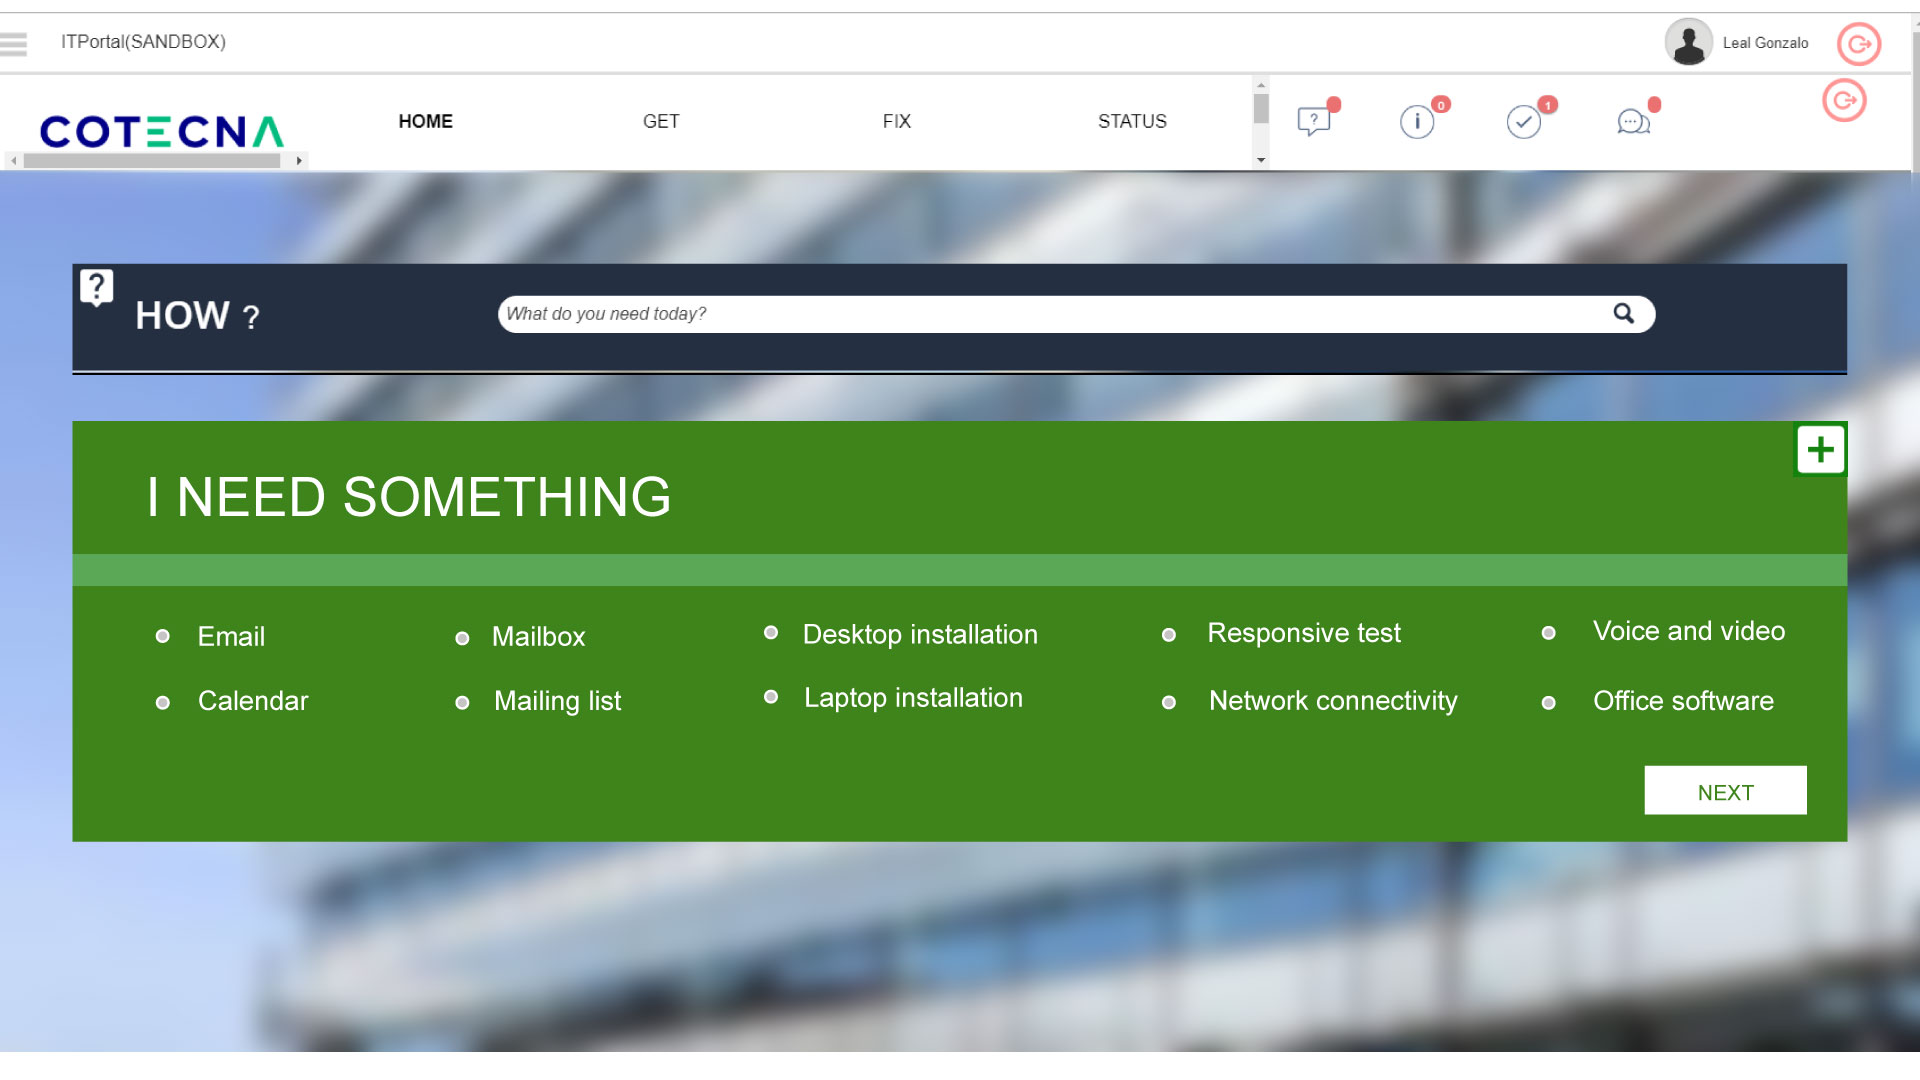 ITPortal(SANDBOX)
Leal Gonzalo
COTECNA
HOME
GET
FIX
STATUS
?
i
0
1
?
HOW ?
What do you need today?
I NEED SOMETHING
Email
Mailbox
Desktop installation
Responsive test
Voice and video
Calendar
Mailing list
Laptop installation
Network connectivity
Office software
NEXT